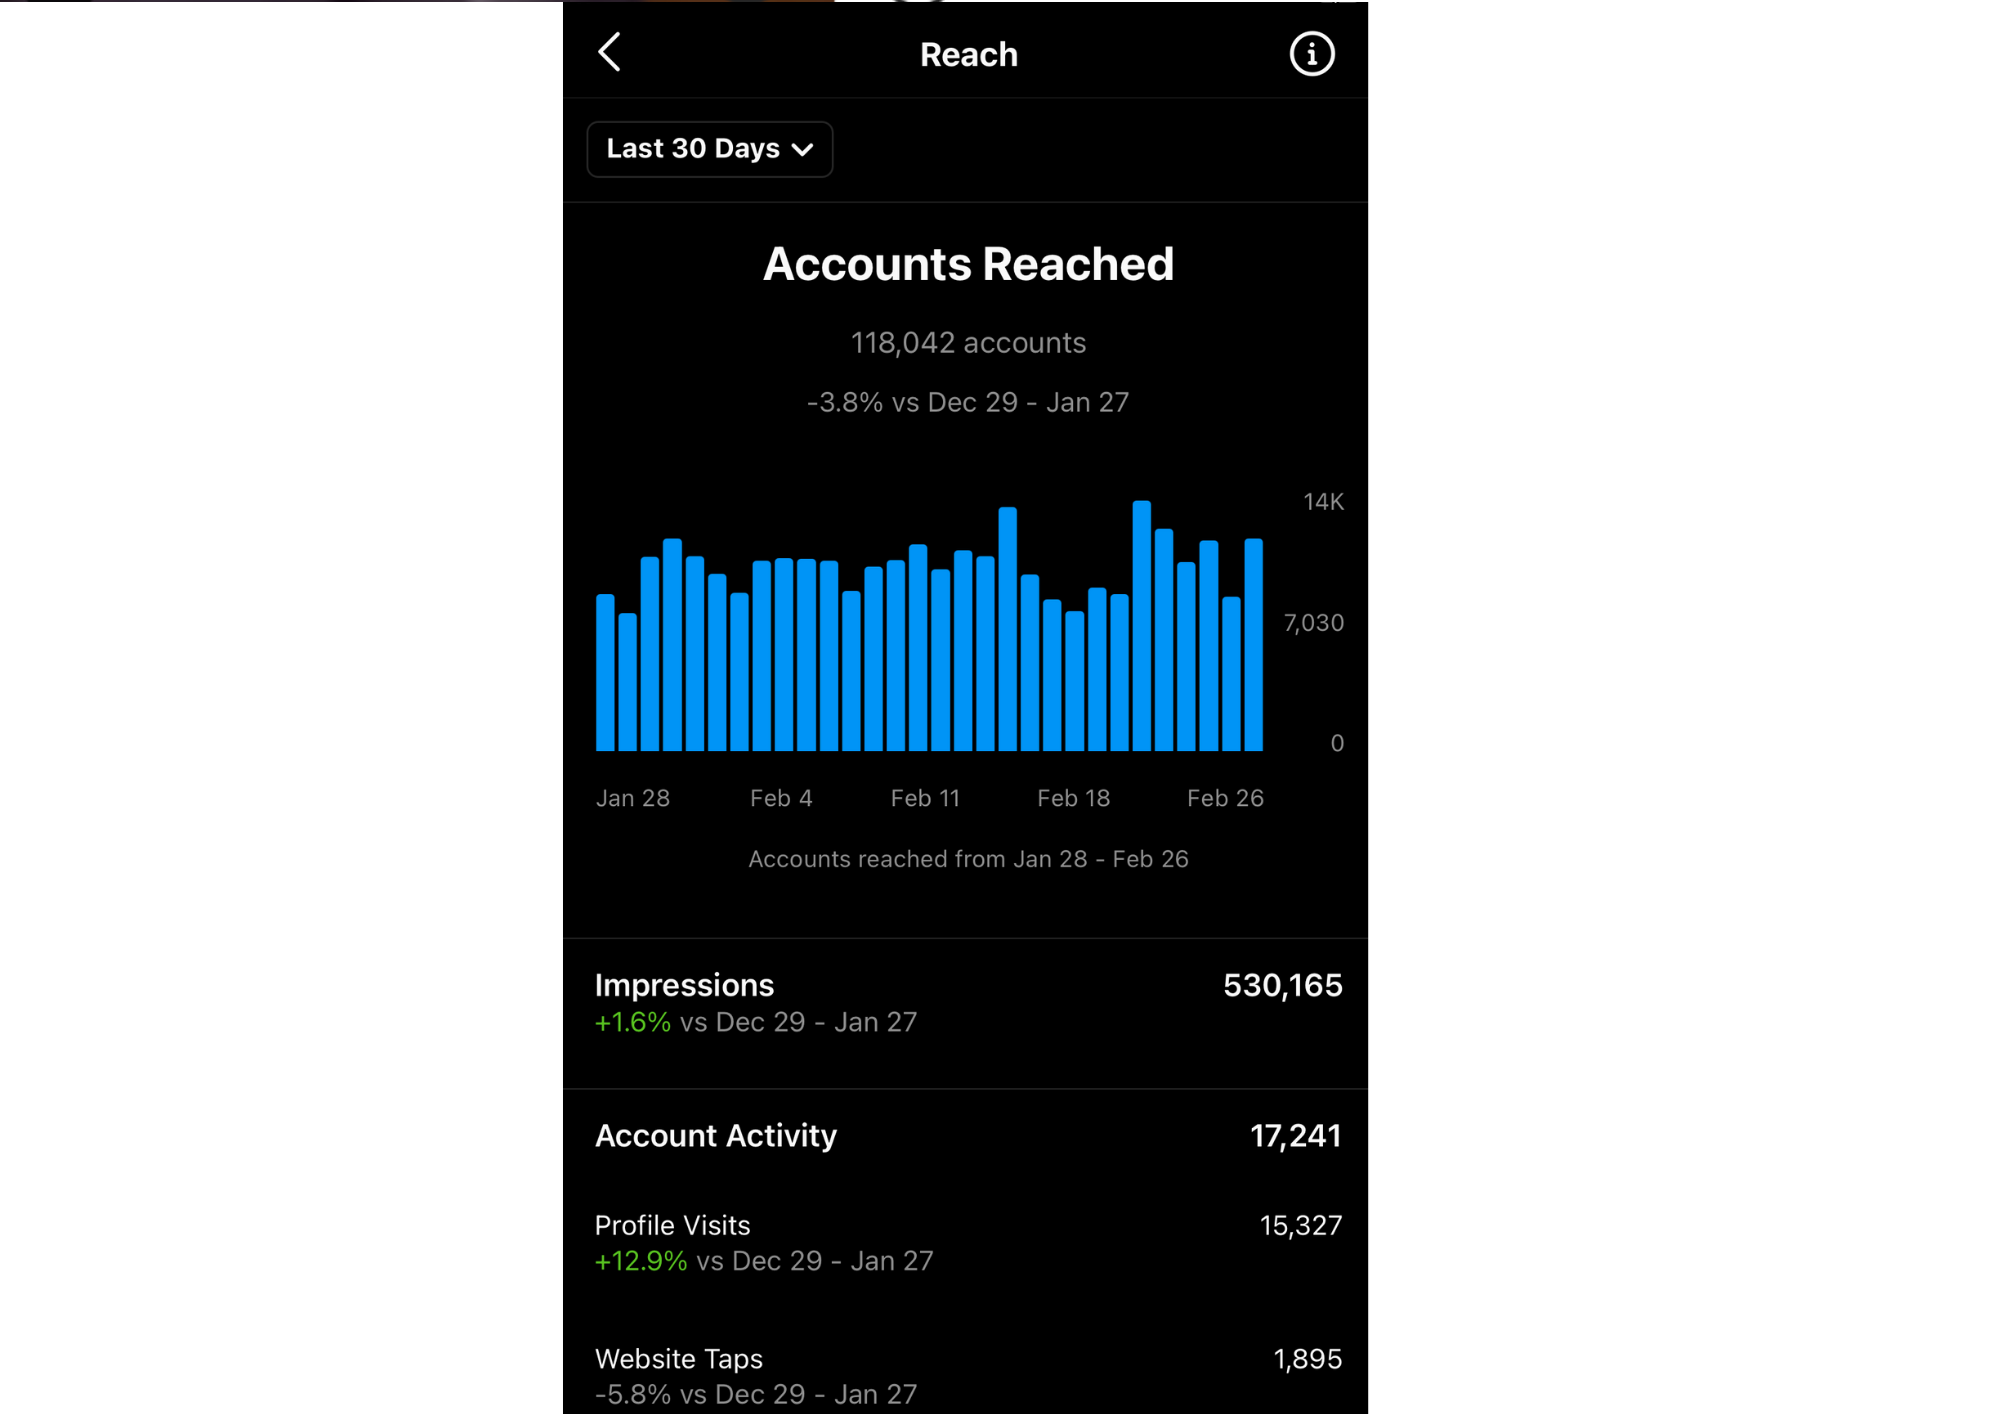 Reach
Last 30 Days
Accounts Reached
118,042 accounts
-3.8% vs Dec 29 - Jan 27
14K
7,030
0
Jan 28 Feb 4 Feb 11 Feb 18 Feb 26
Accounts reached from Jan 28 - Feb 26
Impressions 530,165
+1.6% vs Dec 29 - Jan 27
Account Activity 17,241
Profile Visits 15,327
+12.9% vs Dec 29 - Jan 27
Website Taps 1,895
-5.8% vs Dec 29 - Jan 27